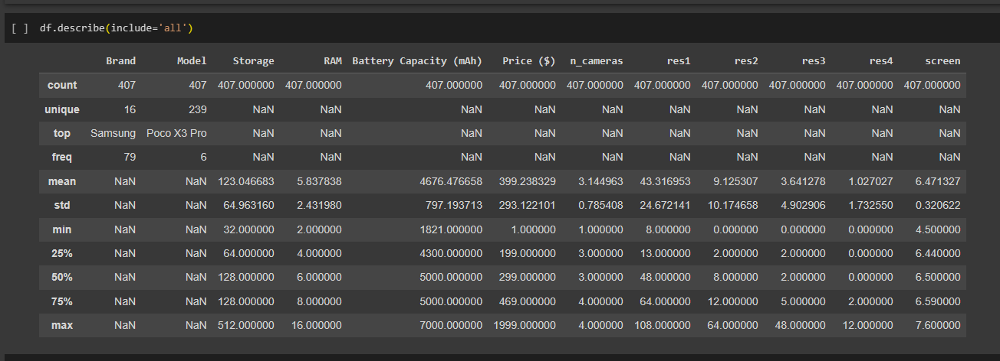 [ ] df.describe(include='all')
Brand Model Storage RAM Battery Capacity (mAh) Price ($) n_cameras res1 res2 res3 res4 screen
count 407 407 407.000000 407.000000 407.000000 407.000000 407.000000 407.000000 407.000000 407.000000 407.000000 407.000000
unique 16 239 NaN NaN NaN NaN NaN NaN NaN NaN NaN NaN
top Samsung Poco X3 Pro NaN NaN NaN NaN NaN NaN NaN NaN NaN NaN
freq 79 6 NaN NaN NaN NaN NaN NaN NaN NaN NaN NaN
mean NaN NaN 123.046683 5.837838 4676.476658 399.238329 3.144963 43.316953 9.125307 3.641278 1.027027 6.471327
std NaN NaN 64.963160 2.431980 797.193713 293.122101 0.785408 24.672141 10.174658 4.902906 1.732550 0.320622
min NaN NaN 32.000000 2.000000 1821.000000 1.000000 1.000000 8.000000 0.000000 0.000000 0.000000 4.500000
25% NaN NaN 64.000000 4.000000 4300.000000 199.000000 3.000000 13.000000 2.000000 2.000000 0.000000 6.440000
50% NaN NaN 128.000000 6.000000 5000.000000 299.000000 3.000000 48.000000 8.000000 2.000000 0.000000 6.500000
75% NaN NaN 128.000000 8.000000 5000.000000 469.000000 4.000000 64.000000 12.000000 5.000000 2.000000 6.590000
max NaN NaN 512.000000 16.000000 7000.000000 1999.000000 4.000000 108.000000 64.000000 48.000000 12.000000 7.600000